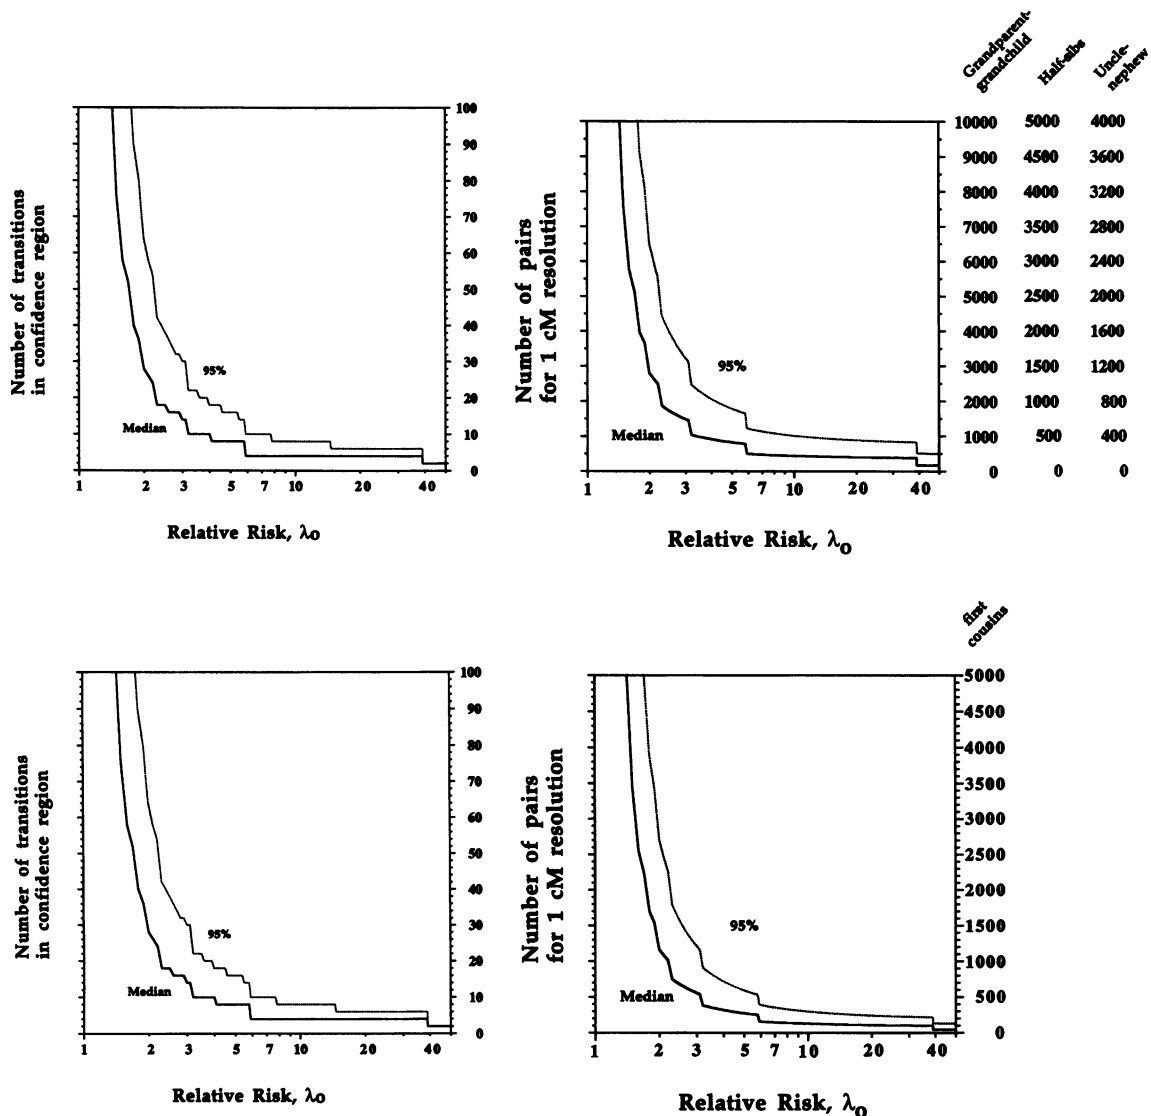 Grandparent-
grandchild
Half-sibs
Uncle-
nephew
Number of transitions
in confidence region
100
90
80
70
60
50
40
30
20
10
0
95%
Median
1 2 3 5 7 10 20 40
Relative Risk, λo
Number of pairs
for 1 cM resolution
10000 5000 4000
9000 4500 3600
8000 4000 3200
7000 3500 2800
6000 3000 2400
5000 2500 2000
4000 2000 1600
3000 1500 1200
2000 1000 800
1000 500 400
0 0 0
95%
Median
1 2 3 5 7 10 20 40
Relative Risk, λo
Number of transitions
in confidence region
100
90
80
70
60
50
40
30
20
10
0
95%
Median
1 2 3 5 7 10 20 40
Relative Risk, λo
first
cousins
Number of pairs
for 1 cM resolution
5000
4500
4000
3500
3000
2500
2000
1500
1000
500
0
95%
Median
1 2 3 5 7 10 20 40
Relative Risk, λo